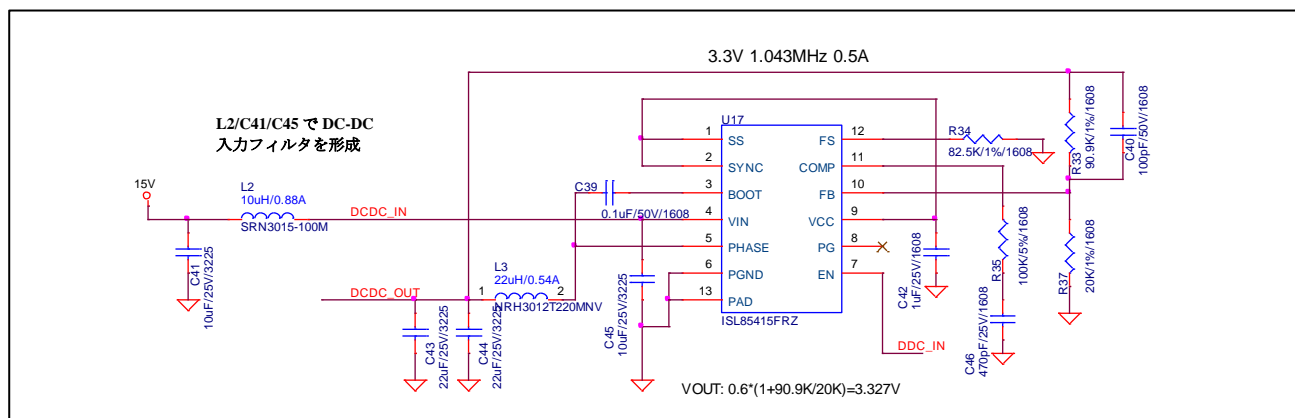 3.3V 1.043MHz 0.5A
L2/C41/C45 で DC-DC
入力フィルタを形成
15V
L2
10uH/0.88A
SRN3015-100M
DCDC_IN
C41
10uF/25V/3225
DCDC_OUT
C43
22uF/25V/3225
C44
22uF/25V/3225
1
L3
22uH/0.54A
2
NRH3012T220MNV
C39
0.1uF/50V/1608
C45
10uF/25V/3225
U17
1 SS FS 12
2 SYNC COMP 11
3 BOOT FB 10
4 VIN VCC 9
5 PHASE PG 8
6 PGND EN 7
13 PAD
ISL85415FRZ
R34
82.5K/1%/1608
R33
90.9K/1%/1608
C40
100pF/50V/1608
C42
1uF/25V/1608
R35
100K/5%/1608
C46
470pF/25V/1608
R37
20K/1%/1608
DDC_IN
VOUT: 0.6*(1+90.9K/20K)=3.327V